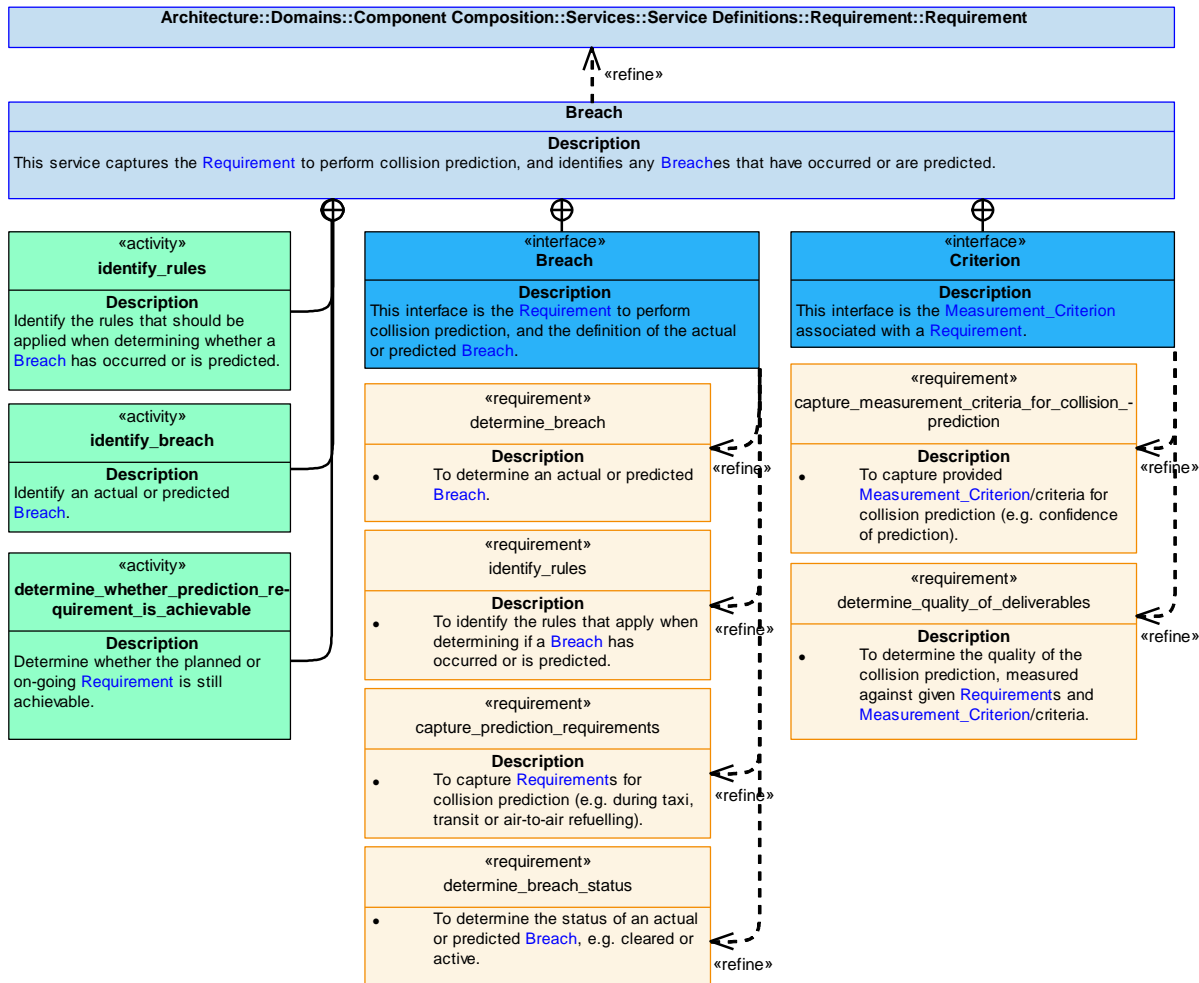 Architecture::Domains::Component Composition::Services::Service Definitions::Requirement::Requirement
«refine»
Breach
Description
This service captures the Requirement to perform collision prediction, and identifies any Breaches that have occurred or are predicted.
«activity»
identify_rules
Description
Identify the rules that should be
applied when determining whether a
Breach has occurred or is predicted.
«activity»
identify_breach
Description
Identify an actual or predicted
Breach.
«activity»
determine_whether_prediction_re-
quirement_is_achievable
Description
Determine whether the planned or
on-going Requirement is still
achievable.
«interface»
Breach
Description
This interface is the Requirement to perform
collision prediction, and the definition of the actual
or predicted Breach.
«requirement»
determine_breach
Description
• To determine an actual or predicted
Breach.
«refine»
«requirement»
identify_rules
Description
• To identify the rules that apply when
determining if a Breach has
occurred or is predicted.
«refine»
«requirement»
capture_prediction_requirements
Description
• To capture Requirements for
collision prediction (e.g. during taxi,
transit or air-to-air refuelling).
«refine»
«requirement»
determine_breach_status
Description
• To determine the status of an actual
or predicted Breach, e.g. cleared or
active.
«refine»
«interface»
Criterion
Description
This interface is the Measurement_Criterion
associated with a Requirement.
«requirement»
capture_measurement_criteria_for_collision_-
prediction
Description
• To capture provided
Measurement_Criterion/criteria for
collision prediction (e.g. confidence
of prediction).
«refine»
«requirement»
determine_quality_of_deliverables
Description
• To determine the quality of the
collision prediction, measured
against given Requirements and
Measurement_Criterion/criteria.
«refine»